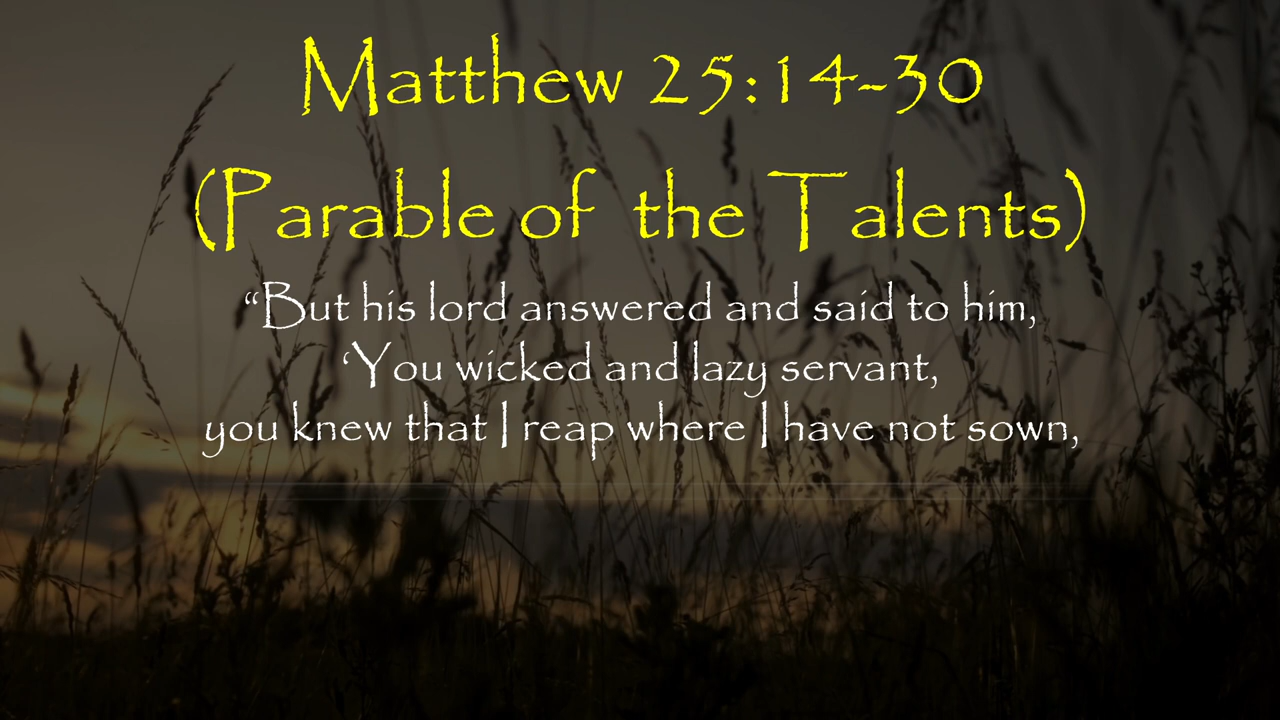 Matthew 25:14-30
(Parable of the Talents)
“But his lord answered and said to him,
‘You wicked and lazy servant,
you knew that I reap where I have not sown,